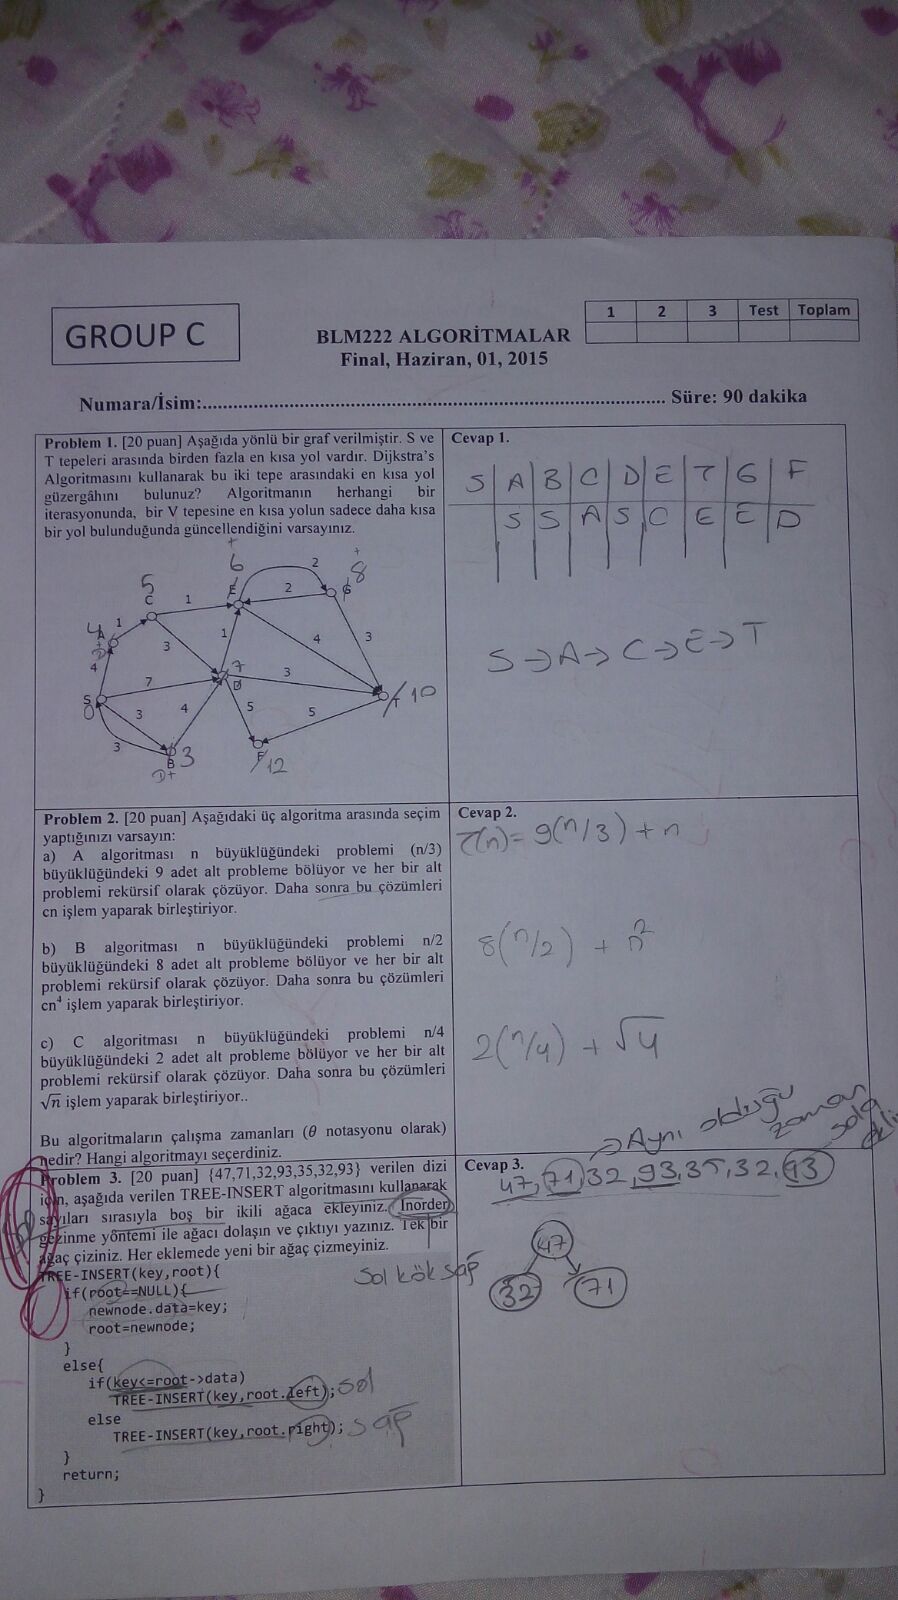 GROUP C
BLM222 ALGORİTMALAR
Final, Haziran, 01, 2015
1 2 3 Test Toplam
Numara/İsim:.................................................................................... Süre: 90 dakika
Problem 1. [20 puan] Aşağıda yönlü bir graf verilmiştir. S ve
T tepeleri arasında birden fazla en kısa yol vardır. Dijkstra's
Algoritmasını kullanarak bu iki tepe arasındaki en kısa yol
güzergâhını bulunuz? Algoritmanın herhangi bir
iterasyonunda, bir V tepesine en kısa yolun sadece daha kısa
bir yol bulunduğunda güncellendiğini varsayınız.
6 2 8
5 E 2 G
C 1
4 1
A 3 1 4 3
4 7 7
S D 3 T 10
0 3 4 5 5
3 B 3 F 12
Cevap 1.
S A B C D E T G F
S S A S C E E D
S → A → C → E → T
Problem 2. [20 puan] Aşağıdaki üç algoritma arasında seçim
yaptığınızı varsayın:
a) A algoritması n büyüklüğündeki problemi (n/3)
büyüklüğündeki 9 adet alt probleme bölüyor ve her bir alt
problemi rekürsif olarak çözüyor. Daha sonra bu çözümleri
cn işlem yaparak birleştiriyor.
b) B algoritması n büyüklüğündeki problemi n/2
büyüklüğündeki 8 adet alt probleme bölüyor ve her bir alt
problemi rekürsif olarak çözüyor. Daha sonra bu çözümleri
cn⁴ işlem yaparak birleştiriyor.
c) C algoritması n büyüklüğündeki problemi n/4
büyüklüğündeki 2 adet alt probleme bölüyor ve her bir alt
problemi rekürsif olarak çözüyor. Daha sonra bu çözümleri
√n işlem yaparak birleştiriyor..
Bu algoritmaların çalışma zamanları (θ notasyonu olarak)
nedir? Hangi algoritmayı seçerdiniz.
Cevap 2.
T(n)= 9(n/3) + n
8(n/2) + n²
2(n/4) + √4
Problem 3. [20 puan] {47,71,32,93,35,32,93} verilen dizi
için, aşağıda verilen TREE-INSERT algoritmasını kullanarak
sayıları sırasıyla boş bir ikili ağaca ekleyiniz. Inorder
gezinme yöntemi ile ağacı dolaşın ve çıktıyı yazınız. Tek bir
ağaç çiziniz. Her eklemede yeni bir ağaç çizmeyiniz.
sol kök sağ
TREE-INSERT(key,root){
if(root==NULL){
newnode.data=key;
root=newnode;
}
else{
if(key<=root->data)
TREE-INSERT(key,root.left); sol
else
TREE-INSERT(key,root.right); sağ
}
return;
}
→ Aynı olduğu zaman sola
Cevap 3.
47, 71, 32, 93, 35, 32, 93
47
32 71